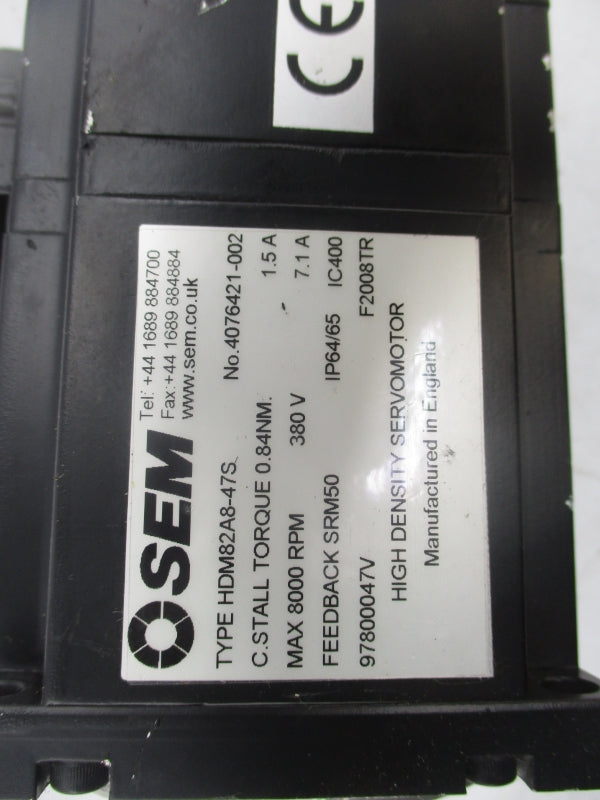 CE
SEM
Tel: +44 1689 884700
Fax:+44 1689 884884
www.sem.co.uk
TYPE HDM82A8-47S No.4076421-002
C.STALL TORQUE 0.84NM. 1.5 A
MAX 8000 RPM 380 V - 7.1 A
FEEDBACK SRM50 IP64/65 IC400
97800047V F2008TR
HIGH DENSITY SERVOMOTOR
Manufactured in England